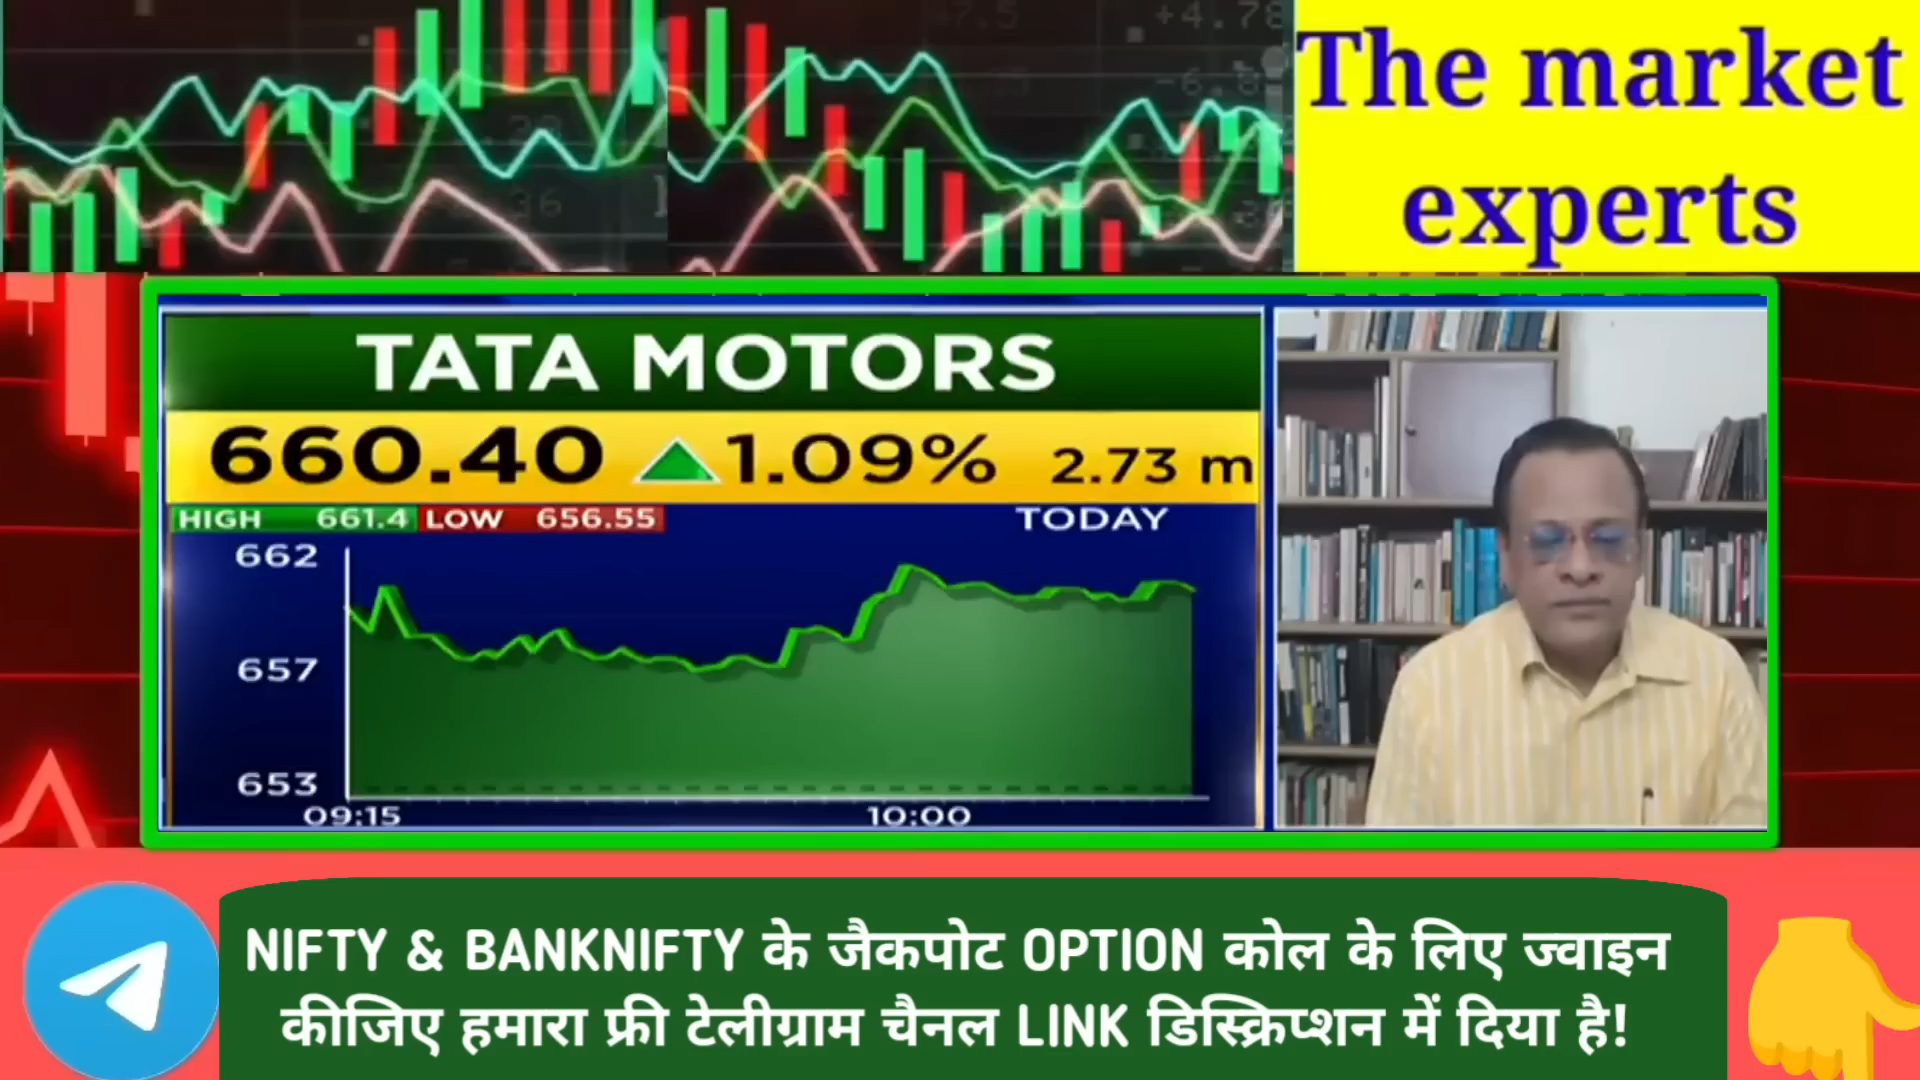 The market
experts
TATA MOTORS
660.40 1.09% 2.73 m
HIGH 661.4 LOW 656.55 TODAY
662
657
653
09:15 10:00
NIFTY & BANKNIFTY के जैकपोट OPTION कोल के लिए ज्वाइन
कीजिए हमारा फ्री टेलीग्राम चैनल LINK डिस्क्रिप्शन में दिया है!